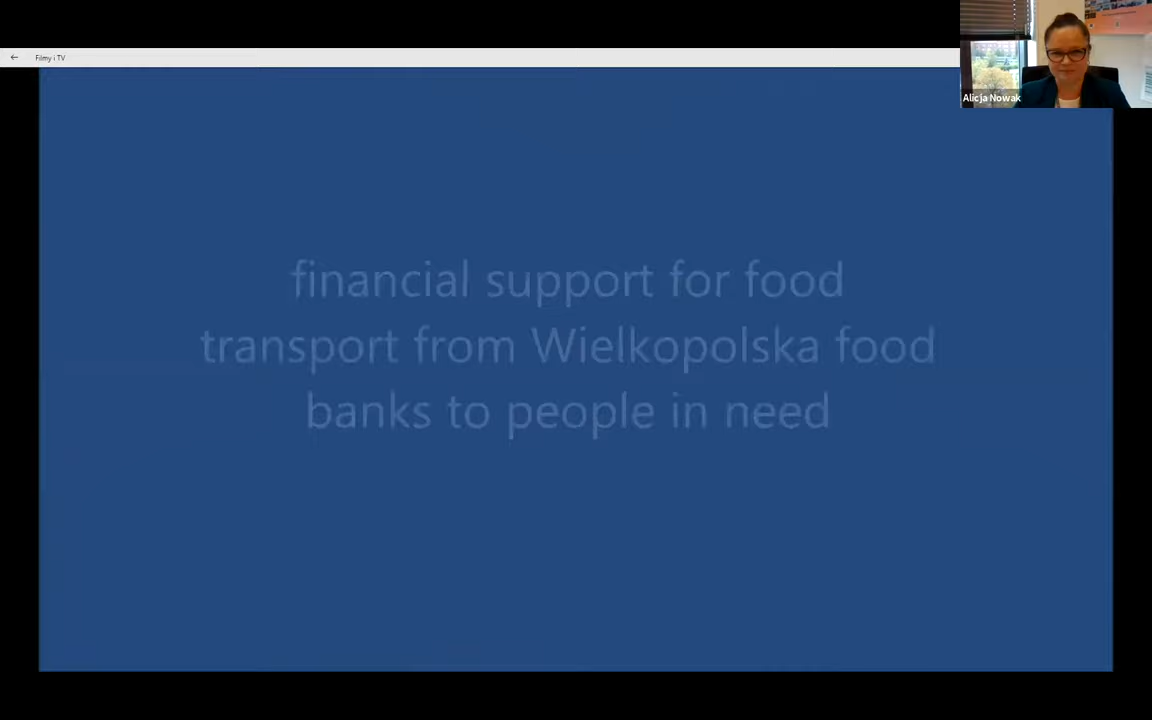 Filmy i TV
Alicja Nowak
financial support for food
transport from Wielkopolska food
banks to people in need